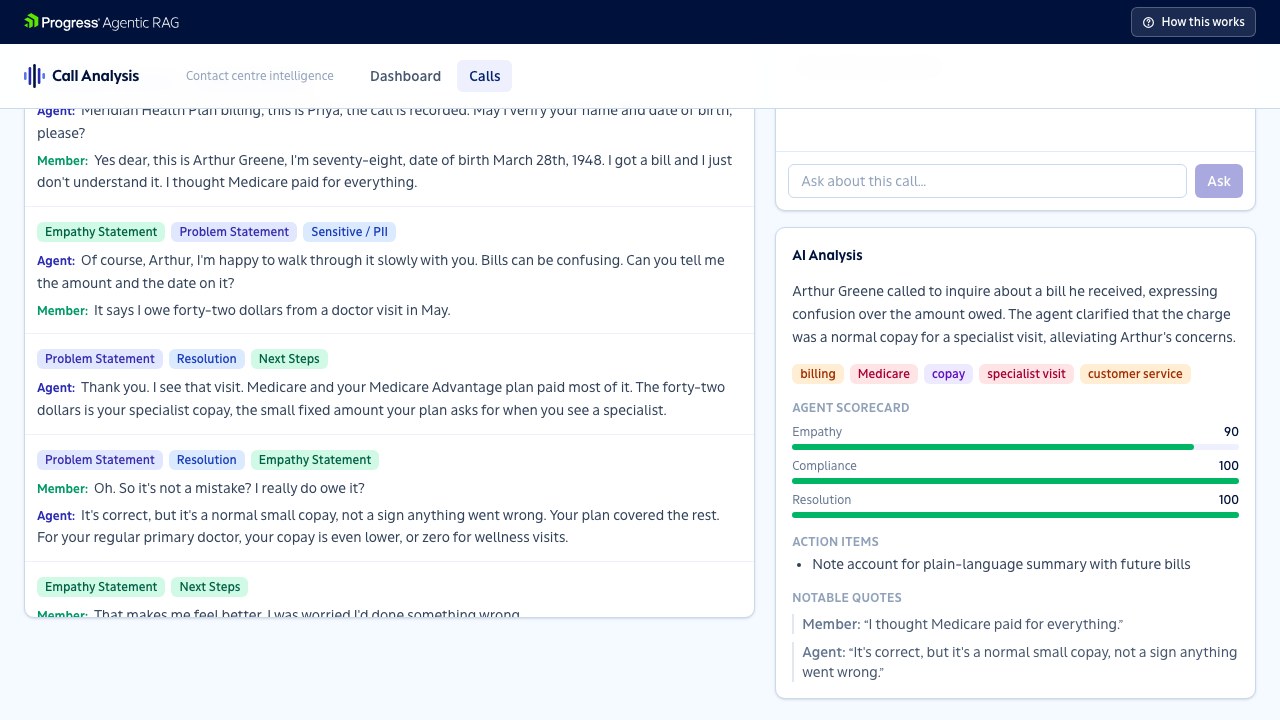 Progress Agentic RAG
How this works
Call Analysis
Contact centre intelligence
Dashboard
Calls
Agent: Meridian Health Plan billing, this is Priya, the call is recorded. May I verify your name and date of birth,
please?
Member: Yes dear, this is Arthur Greene, I'm seventy-eight, date of birth March 28th, 1948. I got a bill and I just
don't understand it. I thought Medicare paid for everything.
Empathy Statement Problem Statement Sensitive / PII
Agent: Of course, Arthur, I'm happy to walk through it slowly with you. Bills can be confusing. Can you tell me
the amount and the date on it?
Member: It says I owe forty-two dollars from a doctor visit in May.
Problem Statement Resolution Next Steps
Agent: Thank you. I see that visit. Medicare and your Medicare Advantage plan paid most of it. The forty-two
dollars is your specialist copay, the small fixed amount your plan asks for when you see a specialist.
Problem Statement Resolution Empathy Statement
Member: Oh. So it's not a mistake? I really do owe it?
Agent: It's correct, but it's a normal small copay, not a sign anything went wrong. Your plan covered the rest.
For your regular primary doctor, your copay is even lower, or zero for wellness visits.
Empathy Statement Next Steps
Member: That makes me feel better. I was worried I'd done something wrong.
Ask about this call...
Ask
AI Analysis
Arthur Greene called to inquire about a bill he received, expressing
confusion over the amount owed. The agent clarified that the charge
was a normal copay for a specialist visit, alleviating Arthur's concerns.
billing Medicare copay specialist visit customer service
AGENT SCORECARD
Empathy 90
Compliance 100
Resolution 100
ACTION ITEMS
• Note account for plain-language summary with future bills
NOTABLE QUOTES
Member: “I thought Medicare paid for everything.”
Agent: “It's correct, but it's a normal small copay, not a sign anything
went wrong.”